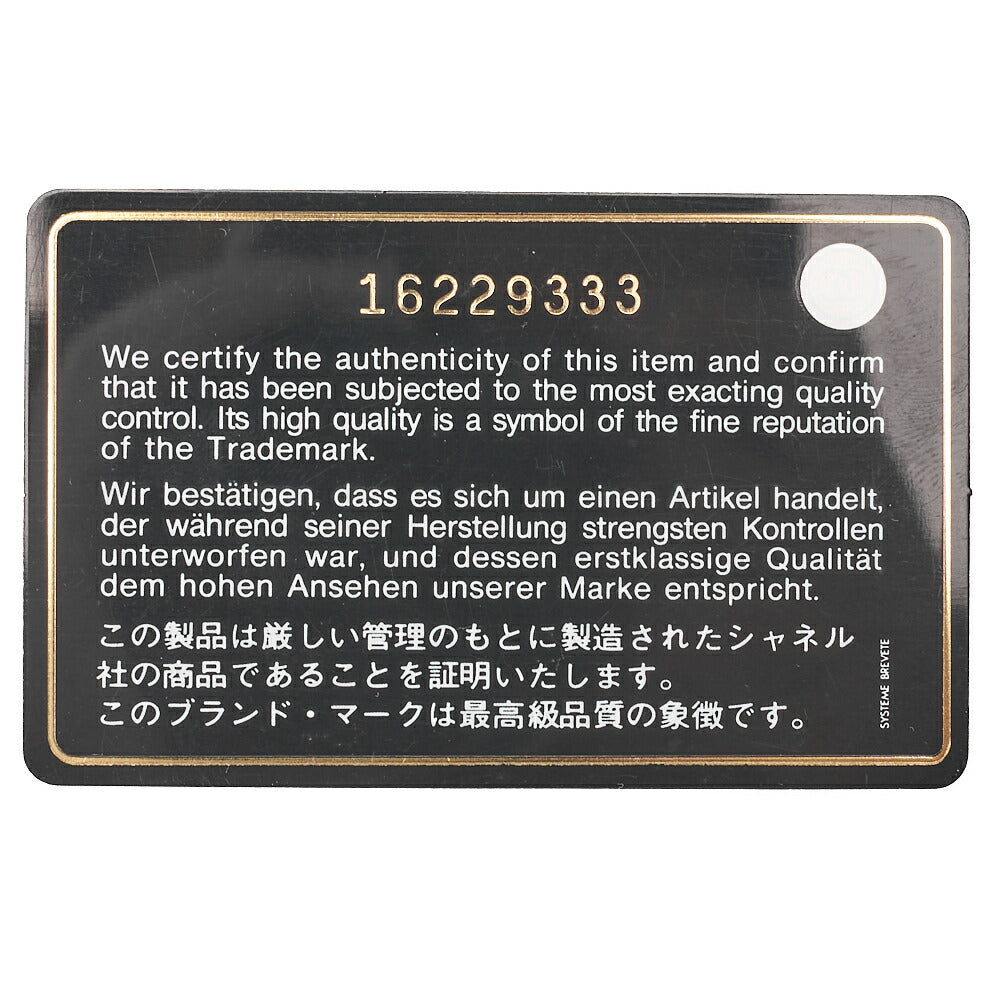 16229333
We certify the authenticity of this item and confirm
that it has been subjected to the most exacting quality
control. Its high quality is a symbol of the fine reputation
of the Trademark.
Wir bestätigen, dass es sich um einen Artikel handelt,
der während seiner Herstellung strengsten Kontrollen
unterworfen war, und dessen erstklassige Qualität
dem hohen Ansehen unserer Marke entspricht.
この製品は厳しい管理のもとに製造されたシャネル
社の商品であることを証明いたします。
このブランド・マークは最高級品質の象徴です。
SYSTEME BREVETE